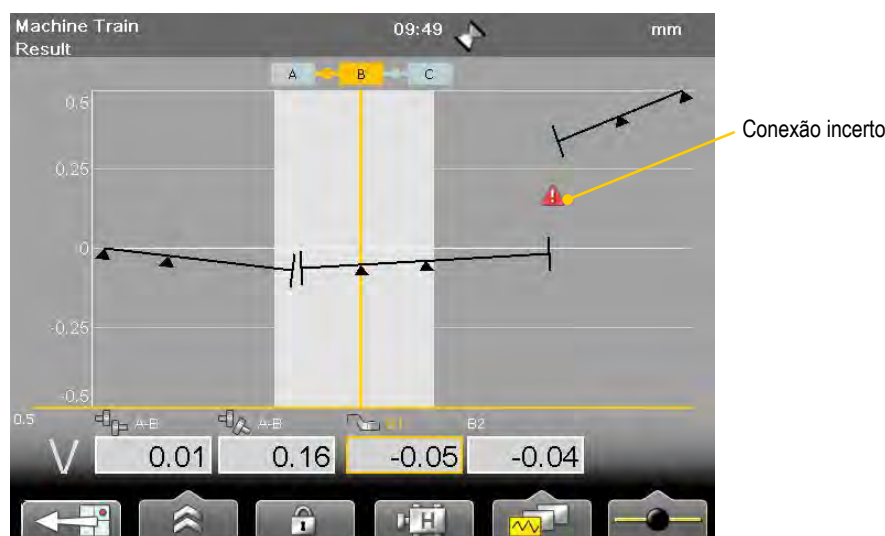 Machine Train
Result
09:49
mm
A
B
C
0.5
0.25
0
-0.25
-0.5
Conexão incerto
0.5
A-B
A-B
B1
B2
V
0.01
0.16
-0.05
-0.04
H